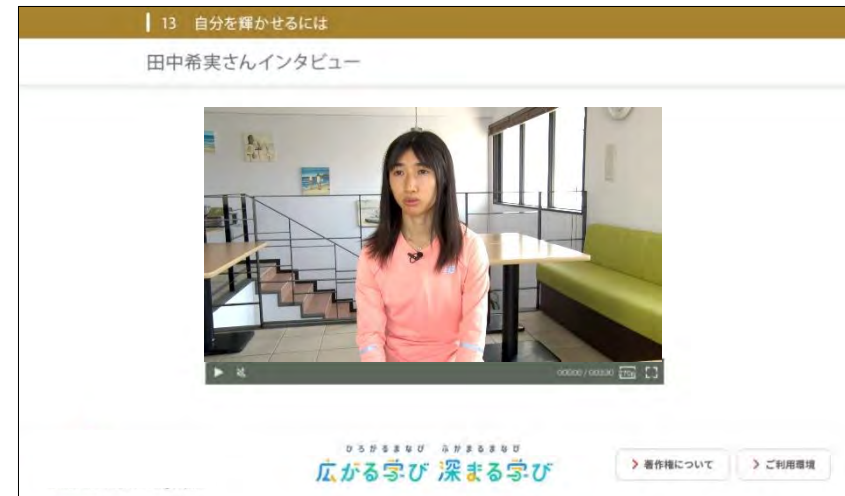 13 自分を輝かせるには
田中希実さんインタビュー
ひろがるまなび ふかまるまなび
広がる学び 深まる学び
著作権について
ご利用環境